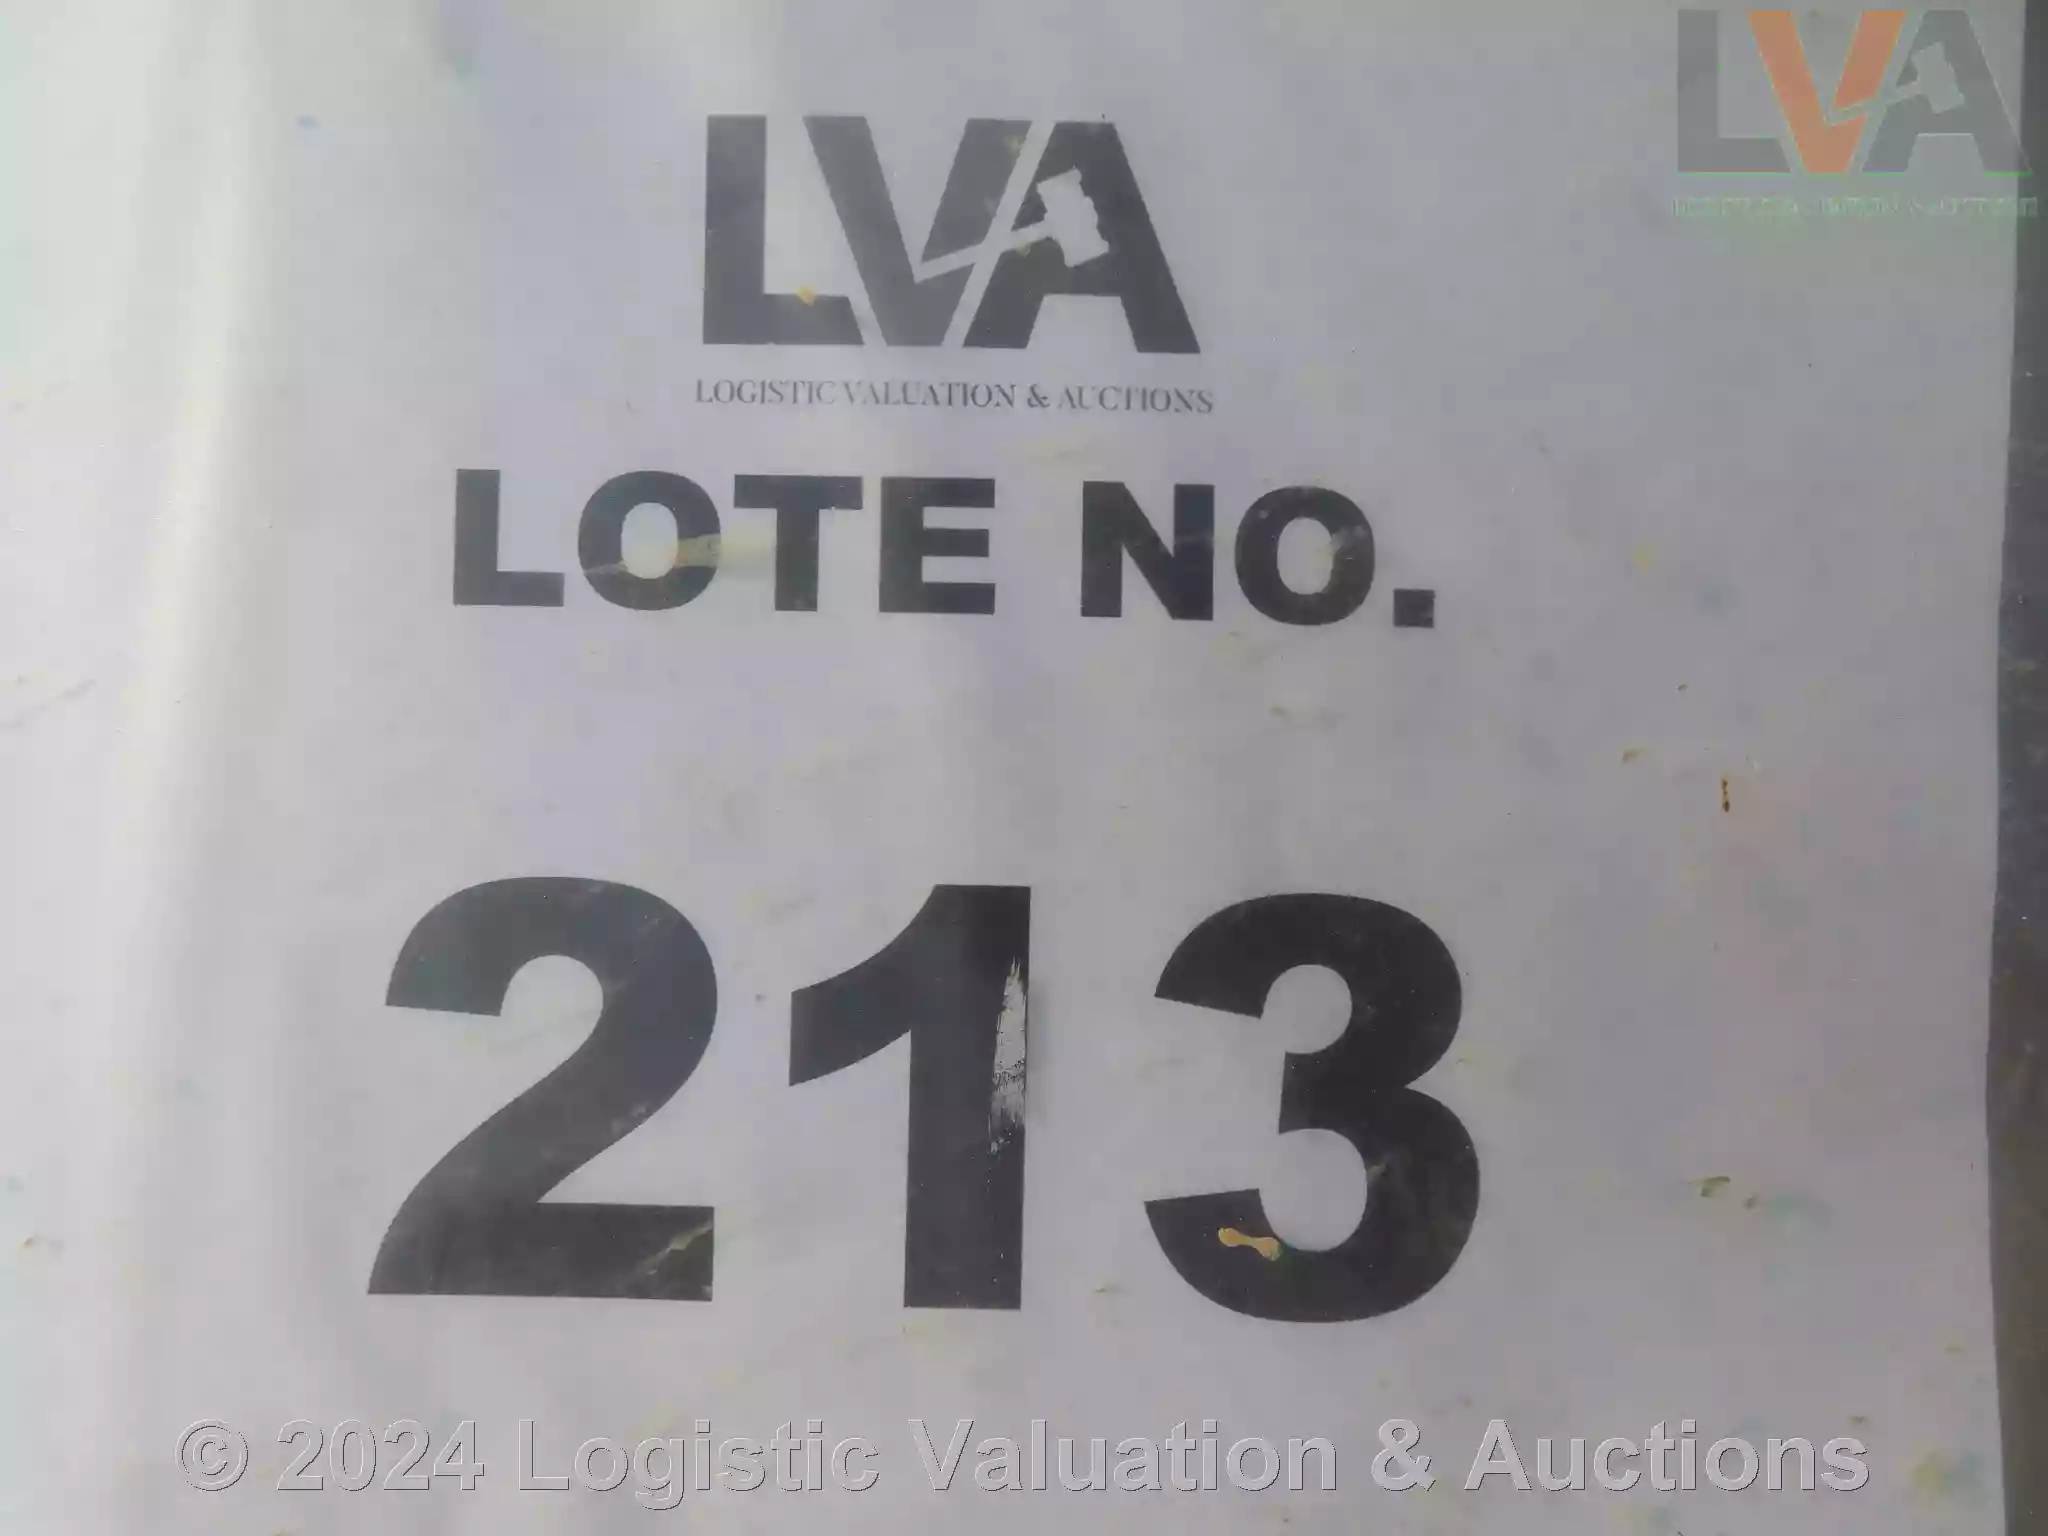 LVA
LVA
LOGISTIC VALUATION & AUCTIONS
LOTE NO.
213
© 2024 Logistic Valuation & Auctions